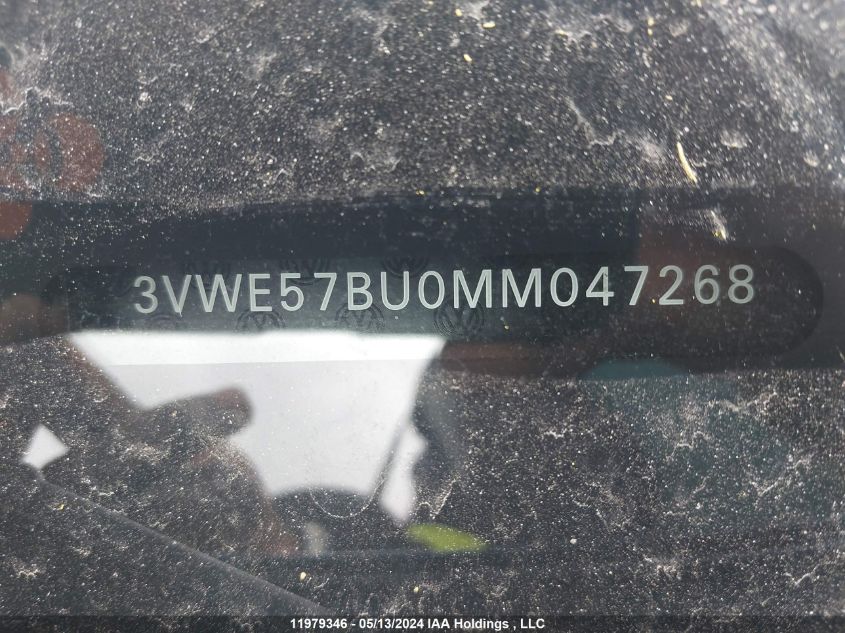 3VWE57BU0MM047268
11979346 - 05/13/2024 IAA Holdings , LLC